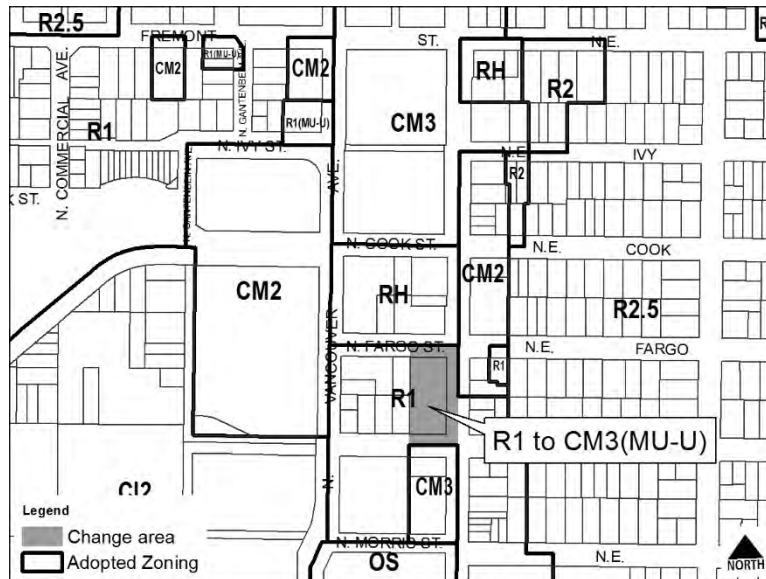 R2.5
FREMONT
ST.
N.E.
CM2
R1(MU-U)
CM2
RH
R2
N. COMMERCIAL AVE.
N. GANTENBEIN
R1
R1(MU-U)
CM3
N. IVY ST.
N.E.
IVY
AVE.
R2
K ST.
N. COOK ST.
N.E.
COOK
CM2
RH
CM2
R2.5
VANCOUVER
N. FARGO ST.
N.E.
FARGO
R1
R1
R1 to CM3(MU-U)
CI2
CM3
N.
Legend
Change area
Adopted Zoning
N. MORRIS ST.
N.E.
OS
NORTH